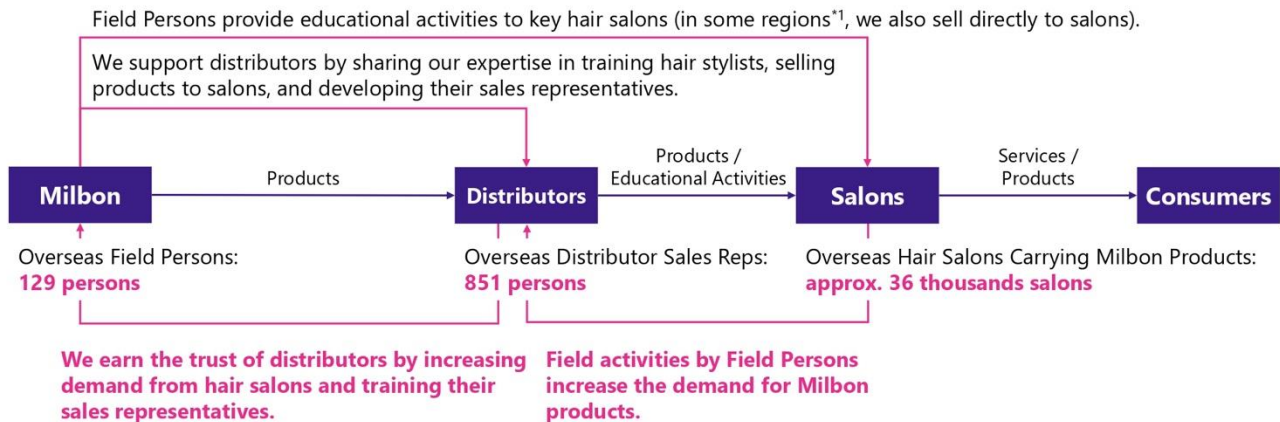 Field Persons provide educational activities to key hair salons (in some regions*1, we also sell directly to salons).
We support distributors by sharing our expertise in training hair stylists, selling
products to salons, and developing their sales representatives.
Products
Products /
Educational Activities
Services /
Products
Milbon
Distributors
Salons
Consumers
Overseas Field Persons:
129 persons
Overseas Distributor Sales Reps:
851 persons
Overseas Hair Salons Carrying Milbon Products:
approx. 36 thousands salons
We earn the trust of distributors by increasing
demand from hair salons and training their
sales representatives.
Field activities by Field Persons
increase the demand for Milbon
products.